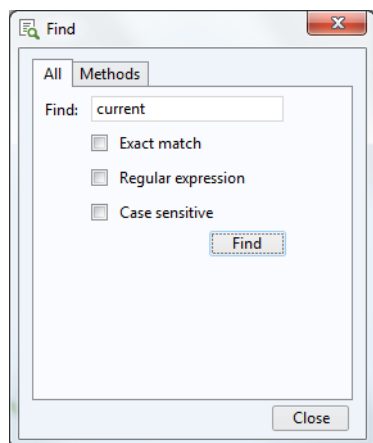 Find
All Methods
Find: current
Exact match
Regular expression
Case sensitive
Find
Close